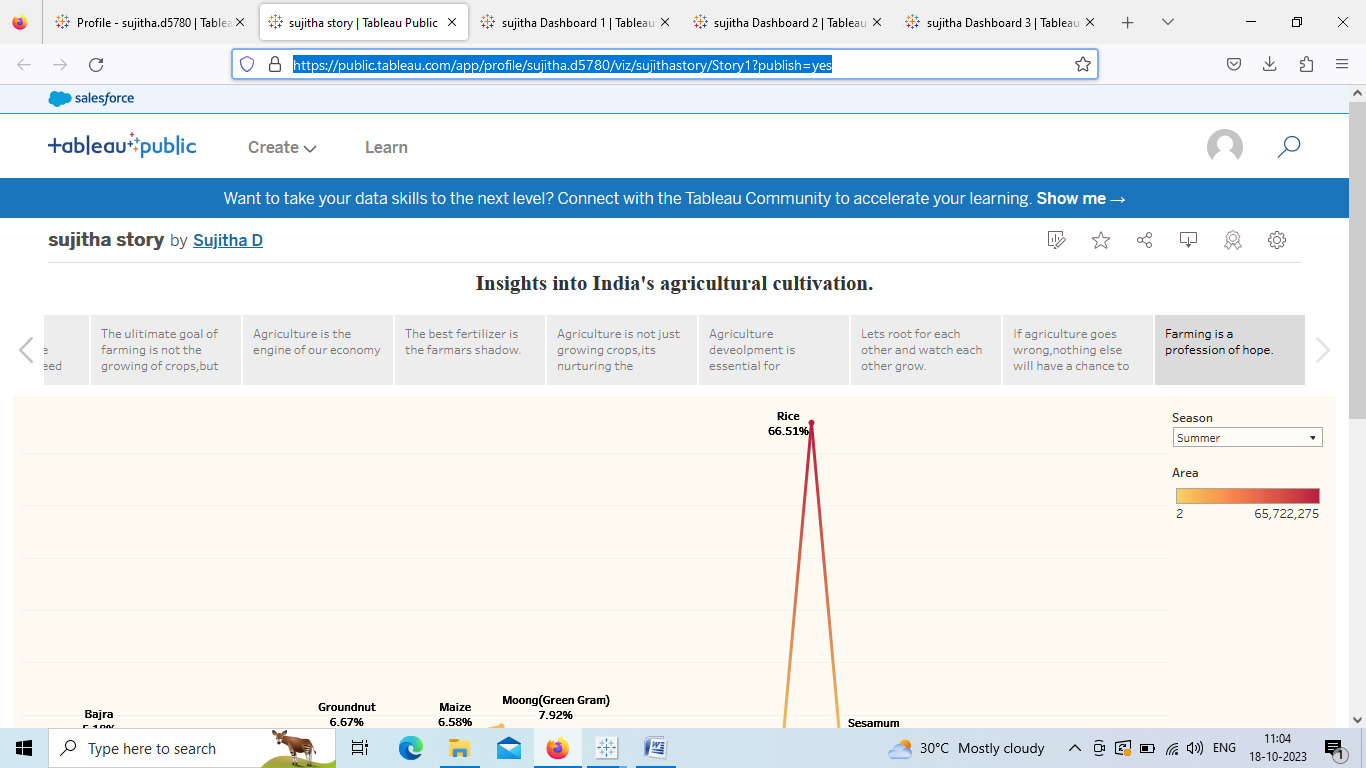 Profile - sujitha.d5780 | Tablea
sujitha story | Tableau Public
sujitha Dashboard 1 | Tableau
sujitha Dashboard 2 | Tableau
sujitha Dashboard 3 | Tableau
https://public.tableau.com/app/profile/sujitha.d5780/viz/sujithastory/Story1?publish=yes
salesforce
+ableau+public
Create
Learn
Want to take your data skills to the next level? Connect with the Tableau Community to accelerate your learning. Show me →
sujitha story by Sujitha D
Insights into India's agricultural cultivation.
e
eed
The ulitimate goal of
farming is not the
growing of crops,but
Agriculture is the
engine of our economy
The best fertilizer is
the farmars shadow.
Agriculture is not just
growing crops,its
nurturing the
Agriculture
deveolpment is
essential for
Lets root for each
other and watch each
other grow.
If agriculture goes
wrong,nothing else
will have a chance to
Farming is a
profession of hope.
Rice
66.51%
Season
Summer
Area
2 65,722,275
Bajra
Groundnut
6.67%
Maize
6.58%
Moong(Green Gram)
7.92%
Sesamum
Type here to search
30°C Mostly cloudy
ENG
11:04
18-10-2023
1